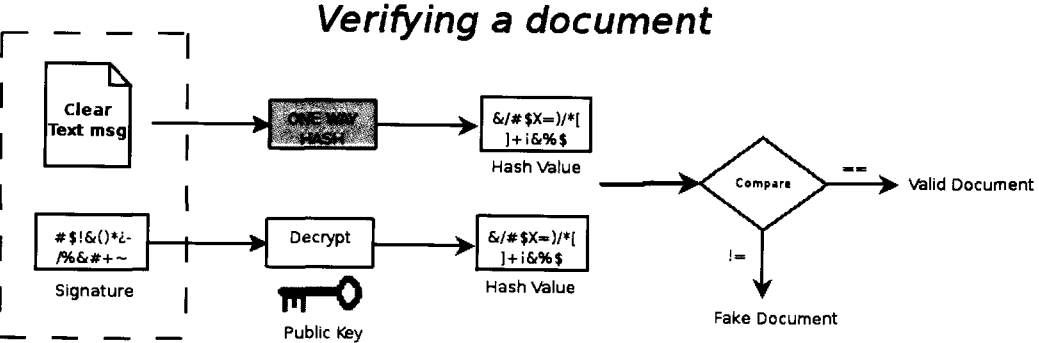 Verifying a document
Clear
Text msg
ONE WAY
HASH
&/#$X=)/*[
]+i&%$
Hash Value
Compare
==
Valid Document
!=
Fake Document
#$!&()*¿-
/%&#+~
Signature
Decrypt
Public Key
&/#$X=)/*[
]+i&%$
Hash Value